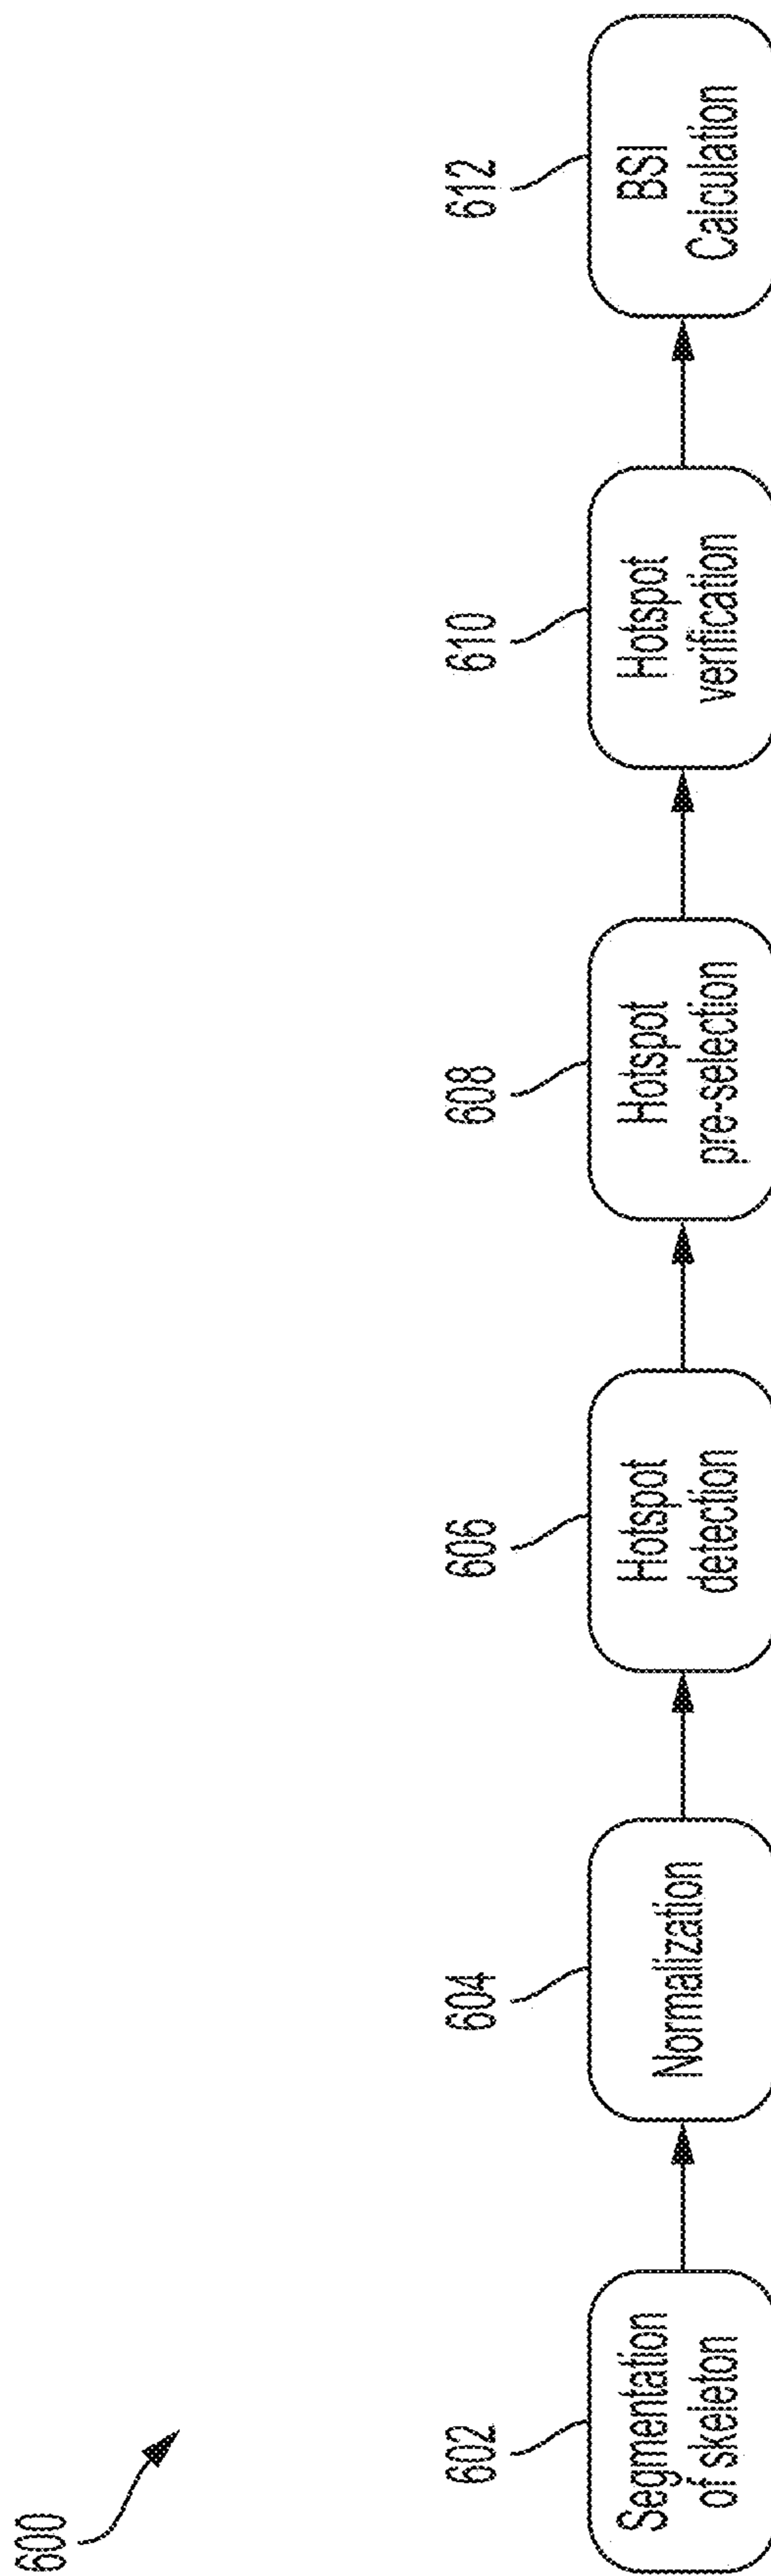 600
602
Segmentation
of skeleton
604
Normalization
606
Hotspot
detection
608
Hotspot
pre-selection
610
Hotspot
verification
612
BSI
Calculation